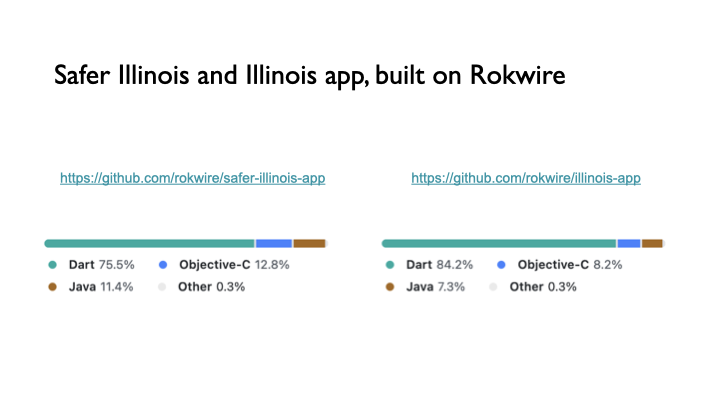 Safer Illinois and Illinois app, built on Rokwire
https://github.com/rokwire/safer-illinois-app
https://github.com/rokwire/illinois-app
Dart 75.5% Objective-C 12.8%
Java 11.4% Other 0.3%
Dart 84.2% Objective-C 8.2%
Java 7.3% Other 0.3%